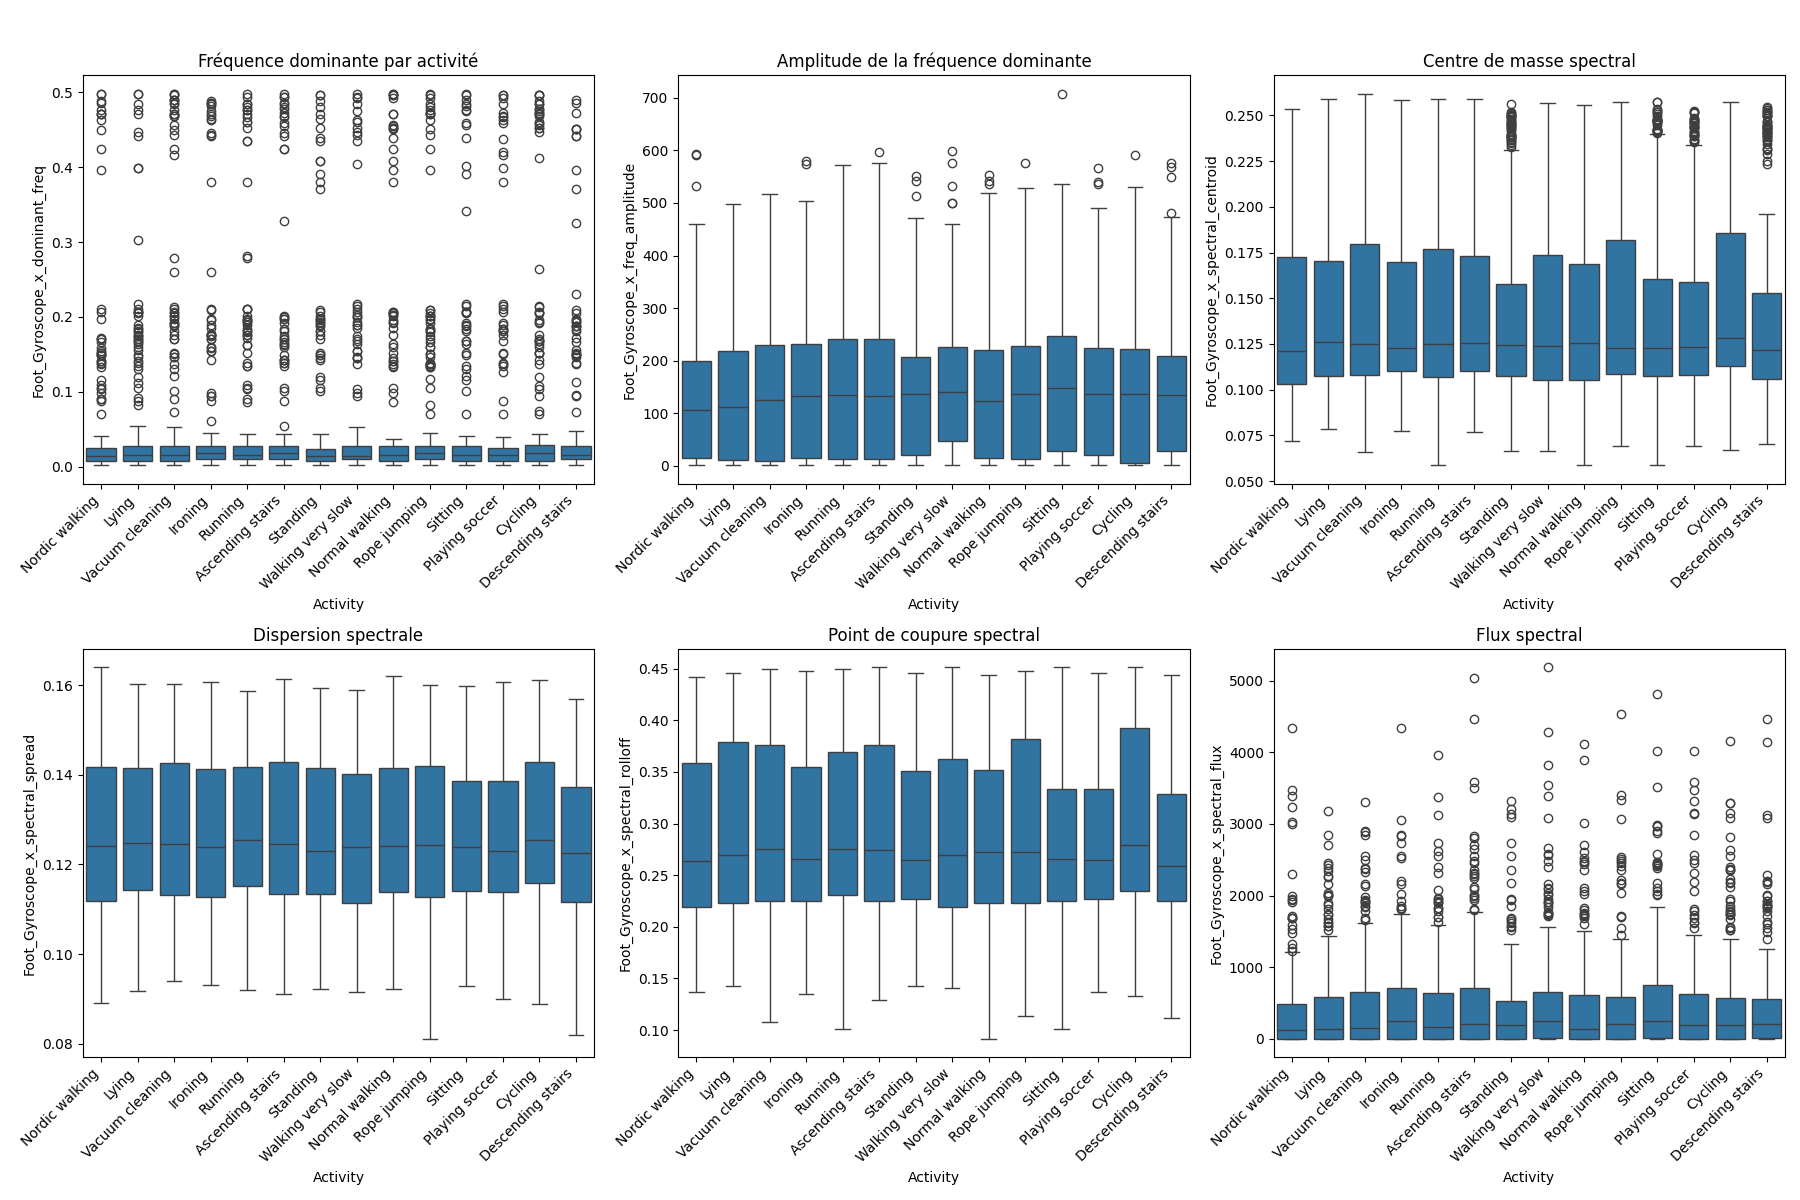 Fréquence dominante par activité
Foot_Gyroscope_x_dominant_freq
0.5
0.4
0.3
0.2
0.1
0.0
Nordic walking
Lying
Vacuum cleaning
Ironing
Running
Ascending stairs
Standing
Walking very slow
Normal walking
Rope jumping
Sitting
Playing soccer
Cycling
Descending stairs
Activity
Amplitude de la fréquence dominante
Foot_Gyroscope_x_freq_amplitude
700
600
500
400
300
200
100
0
Nordic walking
Lying
Vacuum cleaning
Ironing
Running
Ascending stairs
Standing
Walking very slow
Normal walking
Rope jumping
Sitting
Playing soccer
Cycling
Descending stairs
Activity
Centre de masse spectral
Foot_Gyroscope_x_spectral_centroid
0.250
0.225
0.200
0.175
0.150
0.125
0.100
0.075
0.050
Nordic walking
Lying
Vacuum cleaning
Ironing
Running
Ascending stairs
Standing
Walking very slow
Normal walking
Rope jumping
Sitting
Playing soccer
Cycling
Descending stairs
Activity
Dispersion spectrale
Foot_Gyroscope_x_spectral_spread
0.16
0.14
0.12
0.10
0.08
Nordic walking
Lying
Vacuum cleaning
Ironing
Running
Ascending stairs
Standing
Walking very slow
Normal walking
Rope jumping
Sitting
Playing soccer
Cycling
Descending stairs
Activity
Point de coupure spectral
Foot_Gyroscope_x_spectral_rolloff
0.45
0.40
0.35
0.30
0.25
0.20
0.15
0.10
Nordic walking
Lying
Vacuum cleaning
Ironing
Running
Ascending stairs
Standing
Walking very slow
Normal walking
Rope jumping
Sitting
Playing soccer
Cycling
Descending stairs
Activity
Flux spectral
Foot_Gyroscope_x_spectral_flux
5000
4000
3000
2000
1000
0
Nordic walking
Lying
Vacuum cleaning
Ironing
Running
Ascending stairs
Standing
Walking very slow
Normal walking
Rope jumping
Sitting
Playing soccer
Cycling
Descending stairs
Activity